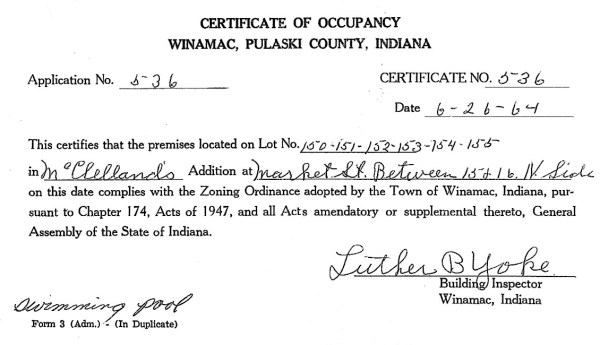 CERTIFICATE OF OCCUPANCY
WINAMAC, PULASKI COUNTY, INDIANA
Application No. 536 CERTIFICATE NO. 536
Date 6-26-64
This certifies that the premises located on Lot No. 150-151-152-153-154-155
in McClelland's Addition at Market St. Between 15+16. N. Side
on this date complies with the Zoning Ordinance adopted by the Town of Winamac, Indiana, pur-
suant to Chapter 174, Acts of 1947, and all Acts amendatory or supplemental thereto, General
Assembly of the State of Indiana.
Luther B Yoke
Building Inspector
Winamac, Indiana
Swimming pool
Form 3 (Adm.) - (In Duplicate)